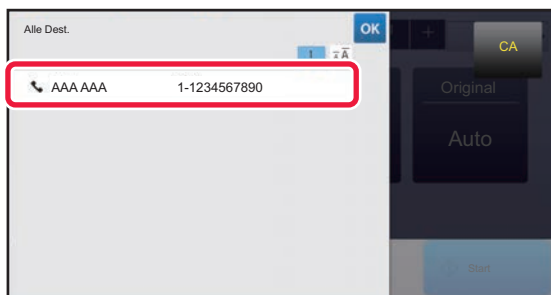 Alle Dest.
OK
+
CA
1
AAA AAA 1-1234567890
Original
Auto
Start